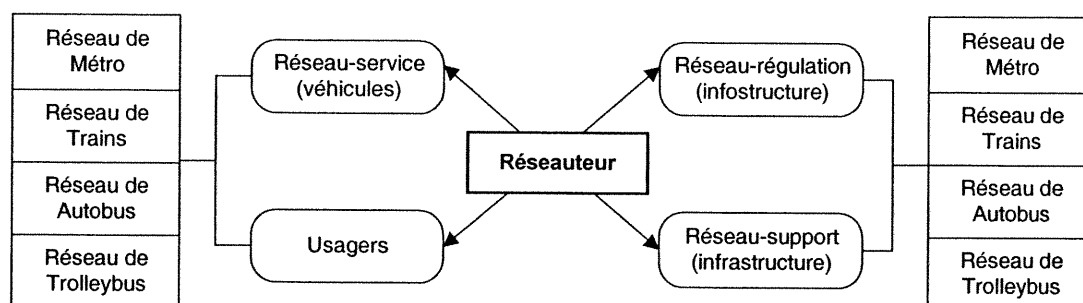 Réseau de
Métro
Réseau de
Trains
Réseau de
Autobus
Réseau de
Trolleybus
Réseau-service
(véhicules)
Usagers
Réseauteur
Réseau-régulation
(infostructure)
Réseau-support
(infrastructure)
Réseau de
Métro
Réseau de
Trains
Réseau de
Autobus
Réseau de
Trolleybus